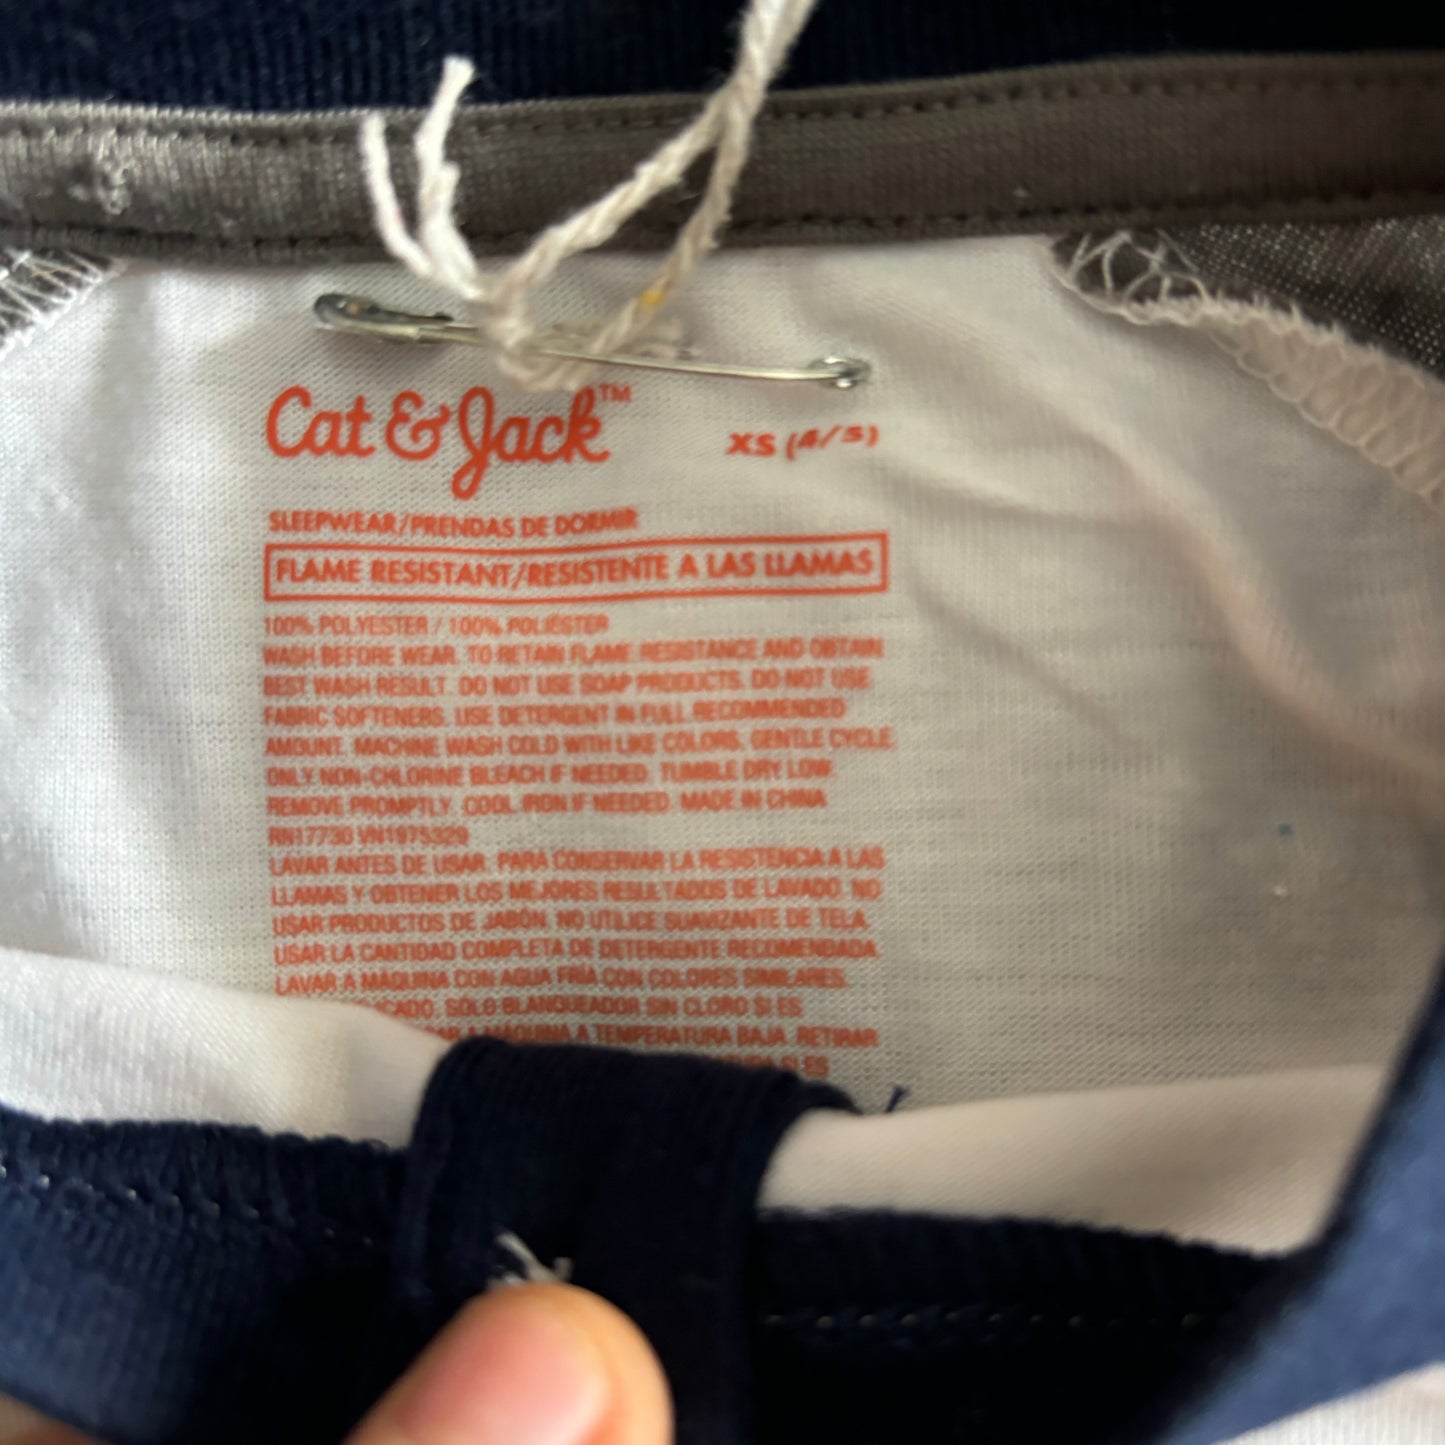 Cat & Jack™
XS (4/5)
SLEEPWEAR/PRENDAS DE DORMIR
FLAME RESISTANT/RESISTENTE A LAS LLAMAS
100% POLYESTER / 100% POLIÉSTER
WASH BEFORE WEAR. TO RETAIN FLAME RESISTANCE AND OBTAIN
BEST WASH RESULT. DO NOT USE SOAP PRODUCTS. DO NOT USE
FABRIC SOFTENERS. USE DETERGENT IN FULL RECOMMENDED
AMOUNT. MACHINE WASH COLD WITH LIKE COLORS. GENTLE CYCLE.
ONLY NON-CHLORINE BLEACH IF NEEDED. TUMBLE DRY LOW.
REMOVE PROMPTLY. COOL IRON IF NEEDED. MADE IN CHINA
RN17730 VN1975329
LAVAR ANTES DE USAR. PARA CONSERVAR LA RESISTENCIA A LAS
LLAMAS Y OBTENER LOS MEJORES RESULTADOS DE LAVADO. NO
USAR PRODUCTOS DE JABÓN. NO UTILICE SUAVIZANTE DE TELA.
USAR LA CANTIDAD COMPLETA DE DETERGENTE RECOMENDADA.
LAVAR A MÁQUINA CON AGUA FRÍA CON COLORES SIMILARES.
SOLO BLANQUEADOR SIN CLORO SI ES
A MÁQUINA A TEMPERATURA BAJA. RETIRAR
SI ES